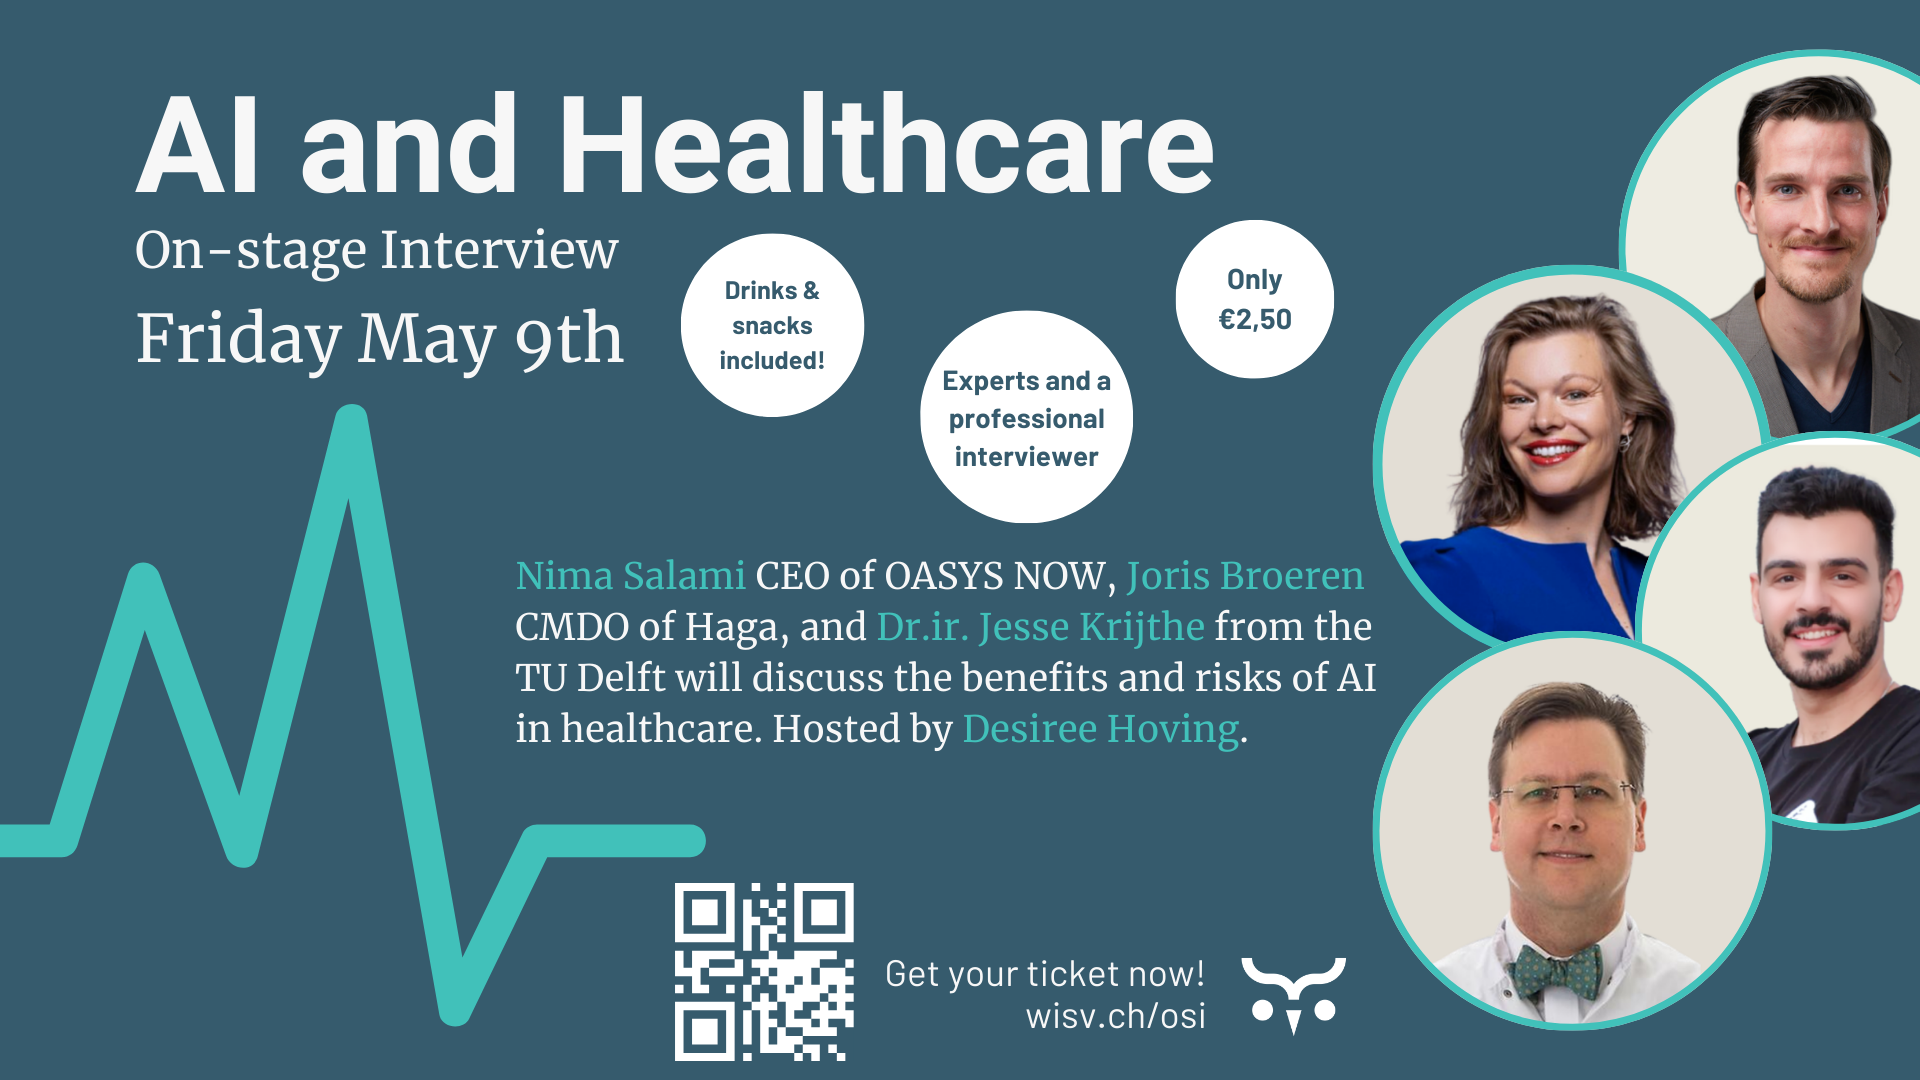 AI and Healthcare
On-stage Interview
Friday May 9th
Drinks &
snacks
included!
Experts and a
professional
interviewer
Only
€2,50
Nima Salami CEO of OASYS NOW, Joris Broeren
CMDO of Haga, and Dr.ir. Jesse Krijthe from the
TU Delft will discuss the benefits and risks of AI
in healthcare. Hosted by Desiree Hoving.
Get your ticket now!
wisv.ch/osi